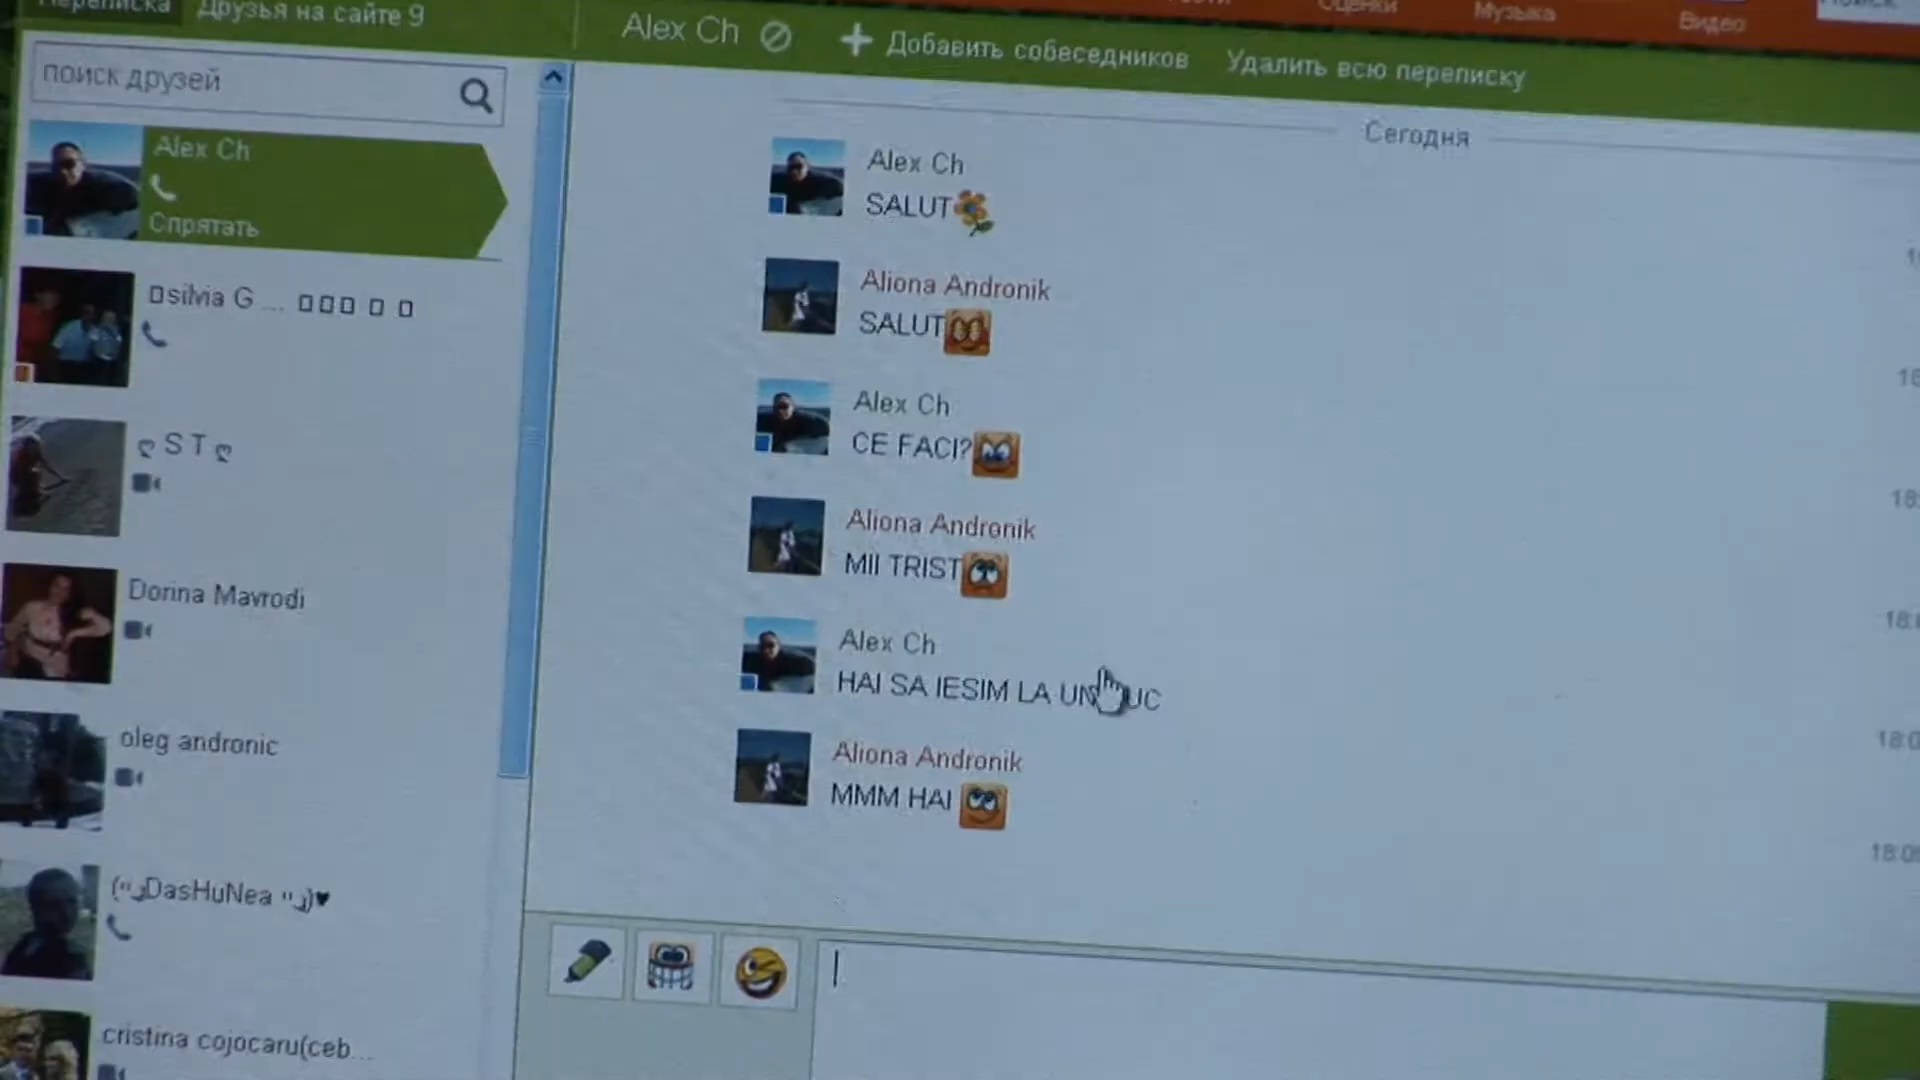 Переписка
Друзья на сайте 9
Alex Ch
Добавить собеседников
Удалить всю переписку
Оценки
Музыка
Видео
поиск друзей
Alex Ch
Спрятать
silvia G ...
S T
Dorina Mavrodi
oleg andronic
DasHuNea
cristina cojocaru(ceb...
Сегодня
Alex Ch
SALUT
Aliona Andronik
SALUT
Alex Ch
CE FACI?
Aliona Andronik
MII TRIST
Alex Ch
HAI SA IESIM LA UN
Aliona Andronik
MMM HAI